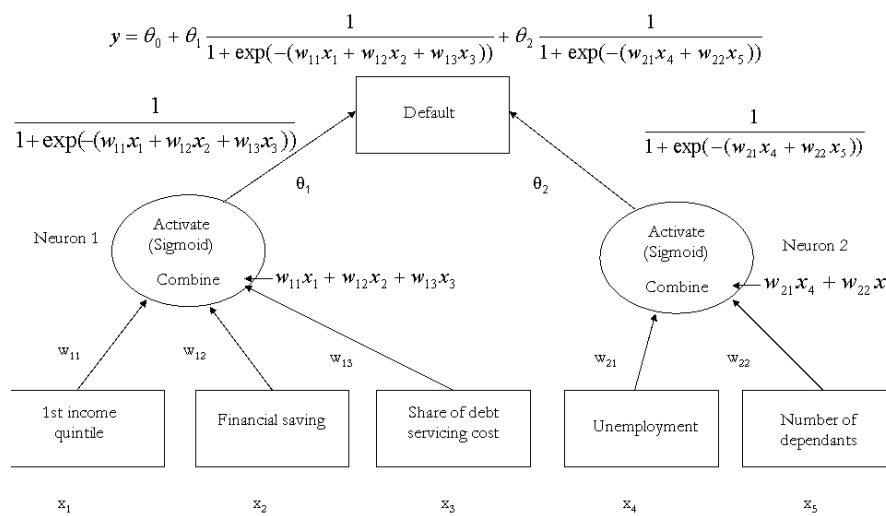 y = θ₀ + θ₁ 1/(1 + exp(−(w₁₁x₁ + w₁₂x₂ + w₁₃x₃))) + θ₂ 1/(1 + exp(−(w₂₁x₄ + w₂₂x₅)))
Default
1/(1 + exp(−(w₁₁x₁ + w₁₂x₂ + w₁₃x₃)))
1/(1 + exp(−(w₂₁x₄ + w₂₂x₅)))
θ₁
θ₂
Neuron 1
Activate
(Sigmoid)
Combine
w₁₁x₁ + w₁₂x₂ + w₁₃x₃
Activate
(Sigmoid)
Combine
Neuron 2
w₂₁x₄ + w₂₂x
w₁₁
w₁₂
w₁₃
w₂₁
w₂₂
1st income
quintile
Financial saving
Share of debt
servicing cost
Unemployment
Number of
dependants
x₁
x₂
x₃
x₄
x₅